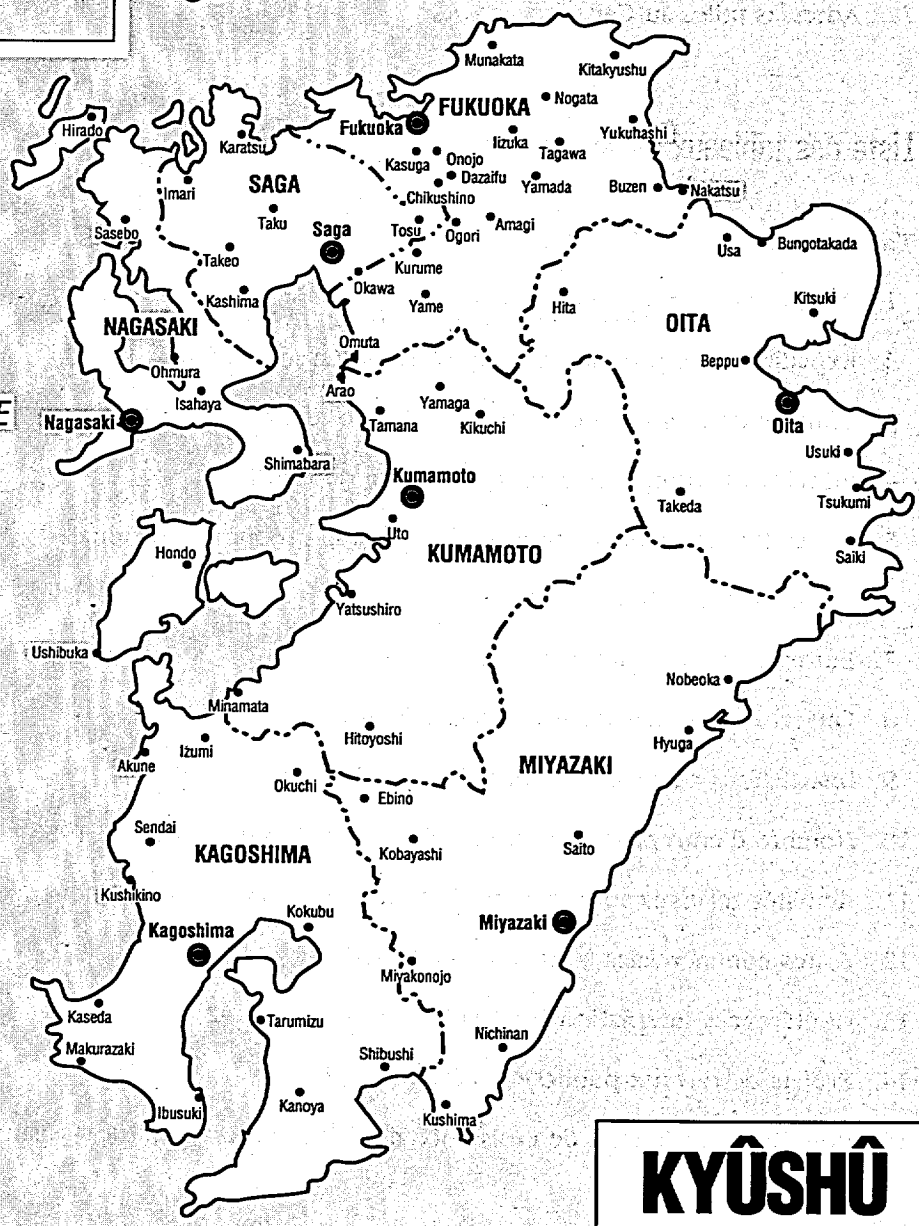 Munakata
Kitakyushu
Nogata
FUKUOKA
Hirado
Fukuoka
Iizuka
Yukuhashi
Karatsu
Tagawa
Kasuga
Onojo
Dazaifu
Imari
SAGA
Chikushino
Yamada
Buzen
Nakatsu
Taku
Sasebo
Saga
Tosu
Ogori
Amagi
Usa
Bungotakada
Takeo
Kurume
Okawa
Kashima
Yame
Hita
Kitsuki
NAGASAKI
OITA
Omuta
Beppu
Ohmura
Arao
Isahaya
Yamaga
Nagasaki
Tamana
Kikuchi
Oita
Shimabara
Usuki
Kumamoto
Takeda
Tsukumi
Uto
Hondo
KUMAMOTO
Saiki
Yatsushiro
Ushibuka
Nobeoka
Minamata
Izumi
Hitoyoshi
Hyuga
Akune
MIYAZAKI
Okuchi
Ebino
Sendai
Kobayashi
Saito
KAGOSHIMA
Kushikino
Kokubu
Kagoshima
Miyazaki
Miyakonojo
Kaseda
Tarumizu
Nichinan
Makurazaki
Shibushi
Ibusuki
Kanoya
Kushima
KYÛSHÛ